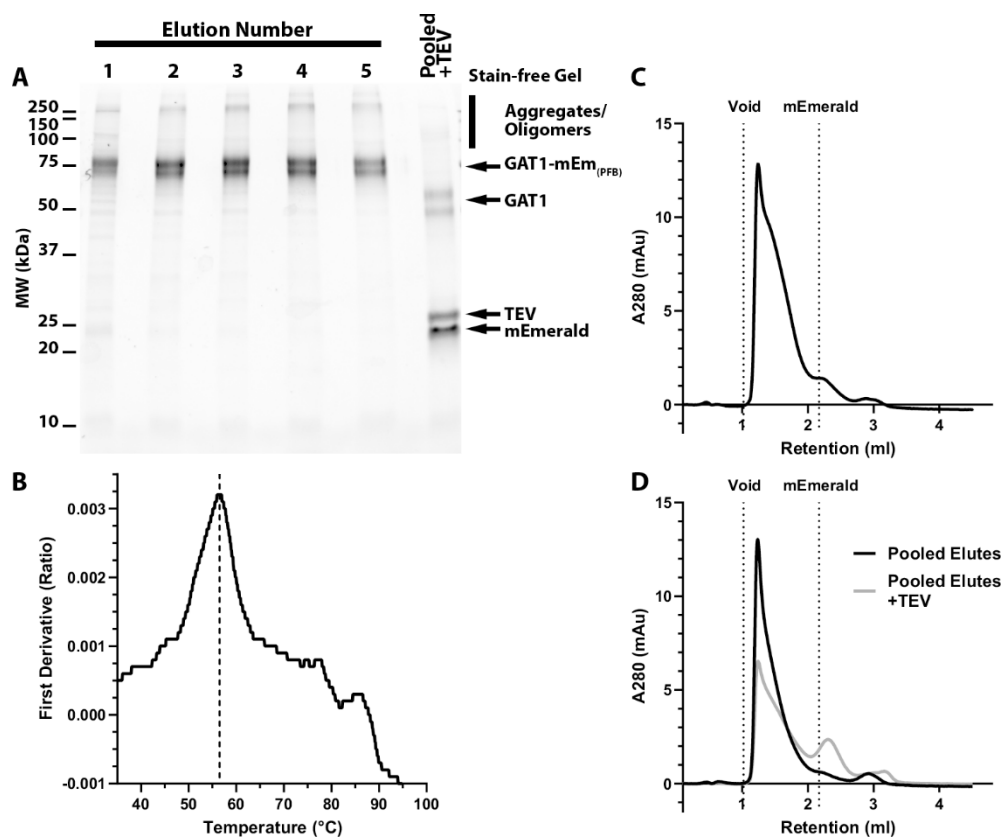 Elution Number
Pooled
+TEV
A
1 2 3 4 5
Stain-free Gel
MW (kDa)
250
150
100
75
50
37
25
20
10
Aggregates/
Oligomers
GAT1-mEm(PFB)
GAT1
TEV
mEmerald
B
First Derivative (Ratio)
0.003
0.002
0.001
0.000
-0.001
40 50 60 70 80 90 100
Temperature (°C)
C
Void mEmerald
A280 (mAu)
15
10
5
0
1 2 3 4
Retention (ml)
D
Void mEmerald
A280 (mAu)
15
10
5
0
Pooled Elutes
Pooled Elutes
+TEV
1 2 3 4
Retention (ml)